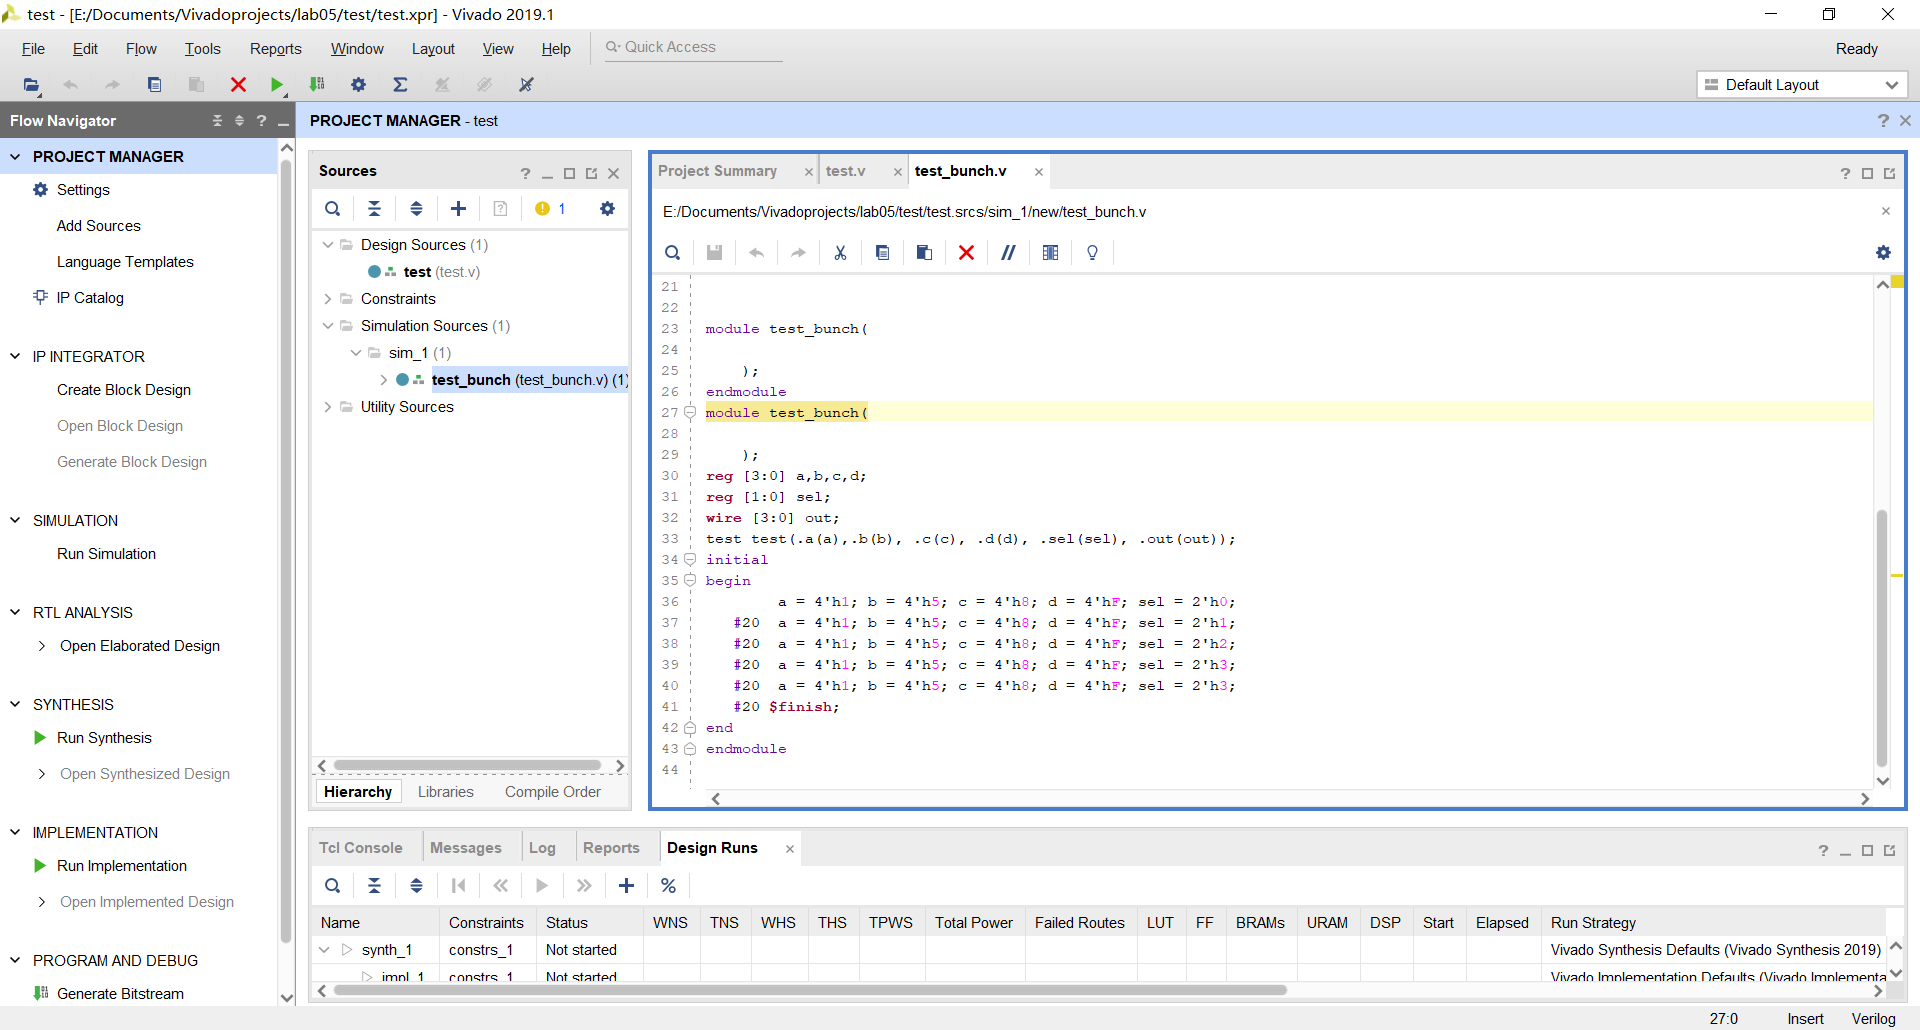 test - [E:/Documents/Vivadoprojects/lab05/test/test.xpr] - Vivado 2019.1
File Edit Flow Tools Reports Window Layout View Help Quick Access Ready
Default Layout
Flow Navigator
PROJECT MANAGER
Settings
Add Sources
Language Templates
IP Catalog
IP INTEGRATOR
Create Block Design
Open Block Design
Generate Block Design
SIMULATION
Run Simulation
RTL ANALYSIS
Open Elaborated Design
SYNTHESIS
Run Synthesis
Open Synthesized Design
IMPLEMENTATION
Run Implementation
Open Implemented Design
PROGRAM AND DEBUG
Generate Bitstream
PROJECT MANAGER - test
Sources
1
Design Sources (1)
test (test.v)
Constraints
Simulation Sources (1)
sim_1 (1)
test_bunch (test_bunch.v) (1)
Utility Sources
Hierarchy Libraries Compile Order
Project Summary test.v test_bunch.v
E:/Documents/Vivadoprojects/lab05/test/test.srcs/sim_1/new/test_bunch.v
21
22
23 module test_bunch(
24
25 );
26 endmodule
27 module test_bunch(
28
29 );
30 reg [3:0] a,b,c,d;
31 reg [1:0] sel;
32 wire [3:0] out;
33 test test(.a(a),.b(b), .c(c), .d(d), .sel(sel), .out(out));
34 initial
35 begin
36 a = 4'h1; b = 4'h5; c = 4'h8; d = 4'hF; sel = 2'h0;
37 #20 a = 4'h1; b = 4'h5; c = 4'h8; d = 4'hF; sel = 2'h1;
38 #20 a = 4'h1; b = 4'h5; c = 4'h8; d = 4'hF; sel = 2'h2;
39 #20 a = 4'h1; b = 4'h5; c = 4'h8; d = 4'hF; sel = 2'h3;
40 #20 a = 4'h1; b = 4'h5; c = 4'h8; d = 4'hF; sel = 2'h3;
41 #20 $finish;
42 end
43 endmodule
44
Tcl Console Messages Log Reports Design Runs
Name Constraints Status WNS TNS WHS THS TPWS Total Power Failed Routes LUT FF BRAMs URAM DSP Start Elapsed Run Strategy
synth_1 constrs_1 Not started Vivado Synthesis Defaults (Vivado Synthesis 2019)
impl_1 constrs_1 Not started Vivado Implementation Defaults (Vivado Implementa
27:0 Insert Verilog